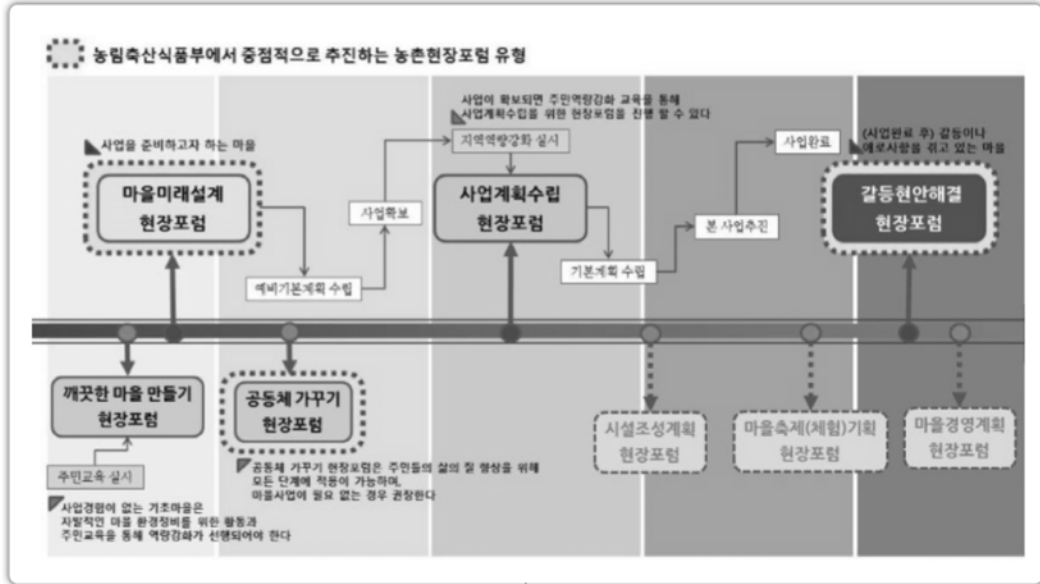 농림축산식품부에서 중점적으로 추진하는 농촌현장포럼 유형
사업을 준비하고자 하는 마을
마을미래설계
현장포럼
예비기본계획 수립
사업확보
사업이 확보되면 주민역량강화 교육을 통해
사업계획수립을 위한 현장포럼을 진행 할 수 있다
지역역량강화 실시
사업계획수립
현장포럼
기본계획 수립
본 사업추진
사업완료
(사업완료 후) 갈등이나
애로사항을 겪고 있는 마을
갈등현안해결
현장포럼
깨끗한 마을 만들기
현장포럼
주민교육 실시
사업경험이 없는 기초마을은
자발적인 마을 환경정비를 위한 활동과
주민교육을 통해 역량강화가 선행되어야 한다
공동체 가꾸기
현장포럼
공동체 가꾸기 현장포럼은 주민들의 삶의 질 향상을 위해
모든 단계에 적용이 가능하며,
마을사업이 필요 없는 경우 권장한다
시설조성계획
현장포럼
마을축제(체험)기획
현장포럼
마을경영계획
현장포럼